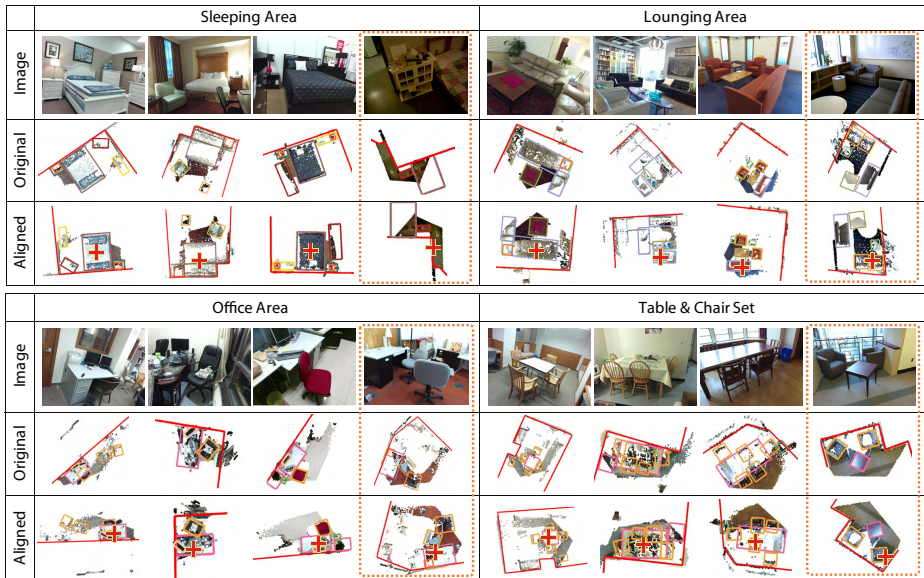 Sleeping Area
Lounging Area
Image
Original
Aligned
Office Area
Table & Chair Set
Image
Original
Aligned